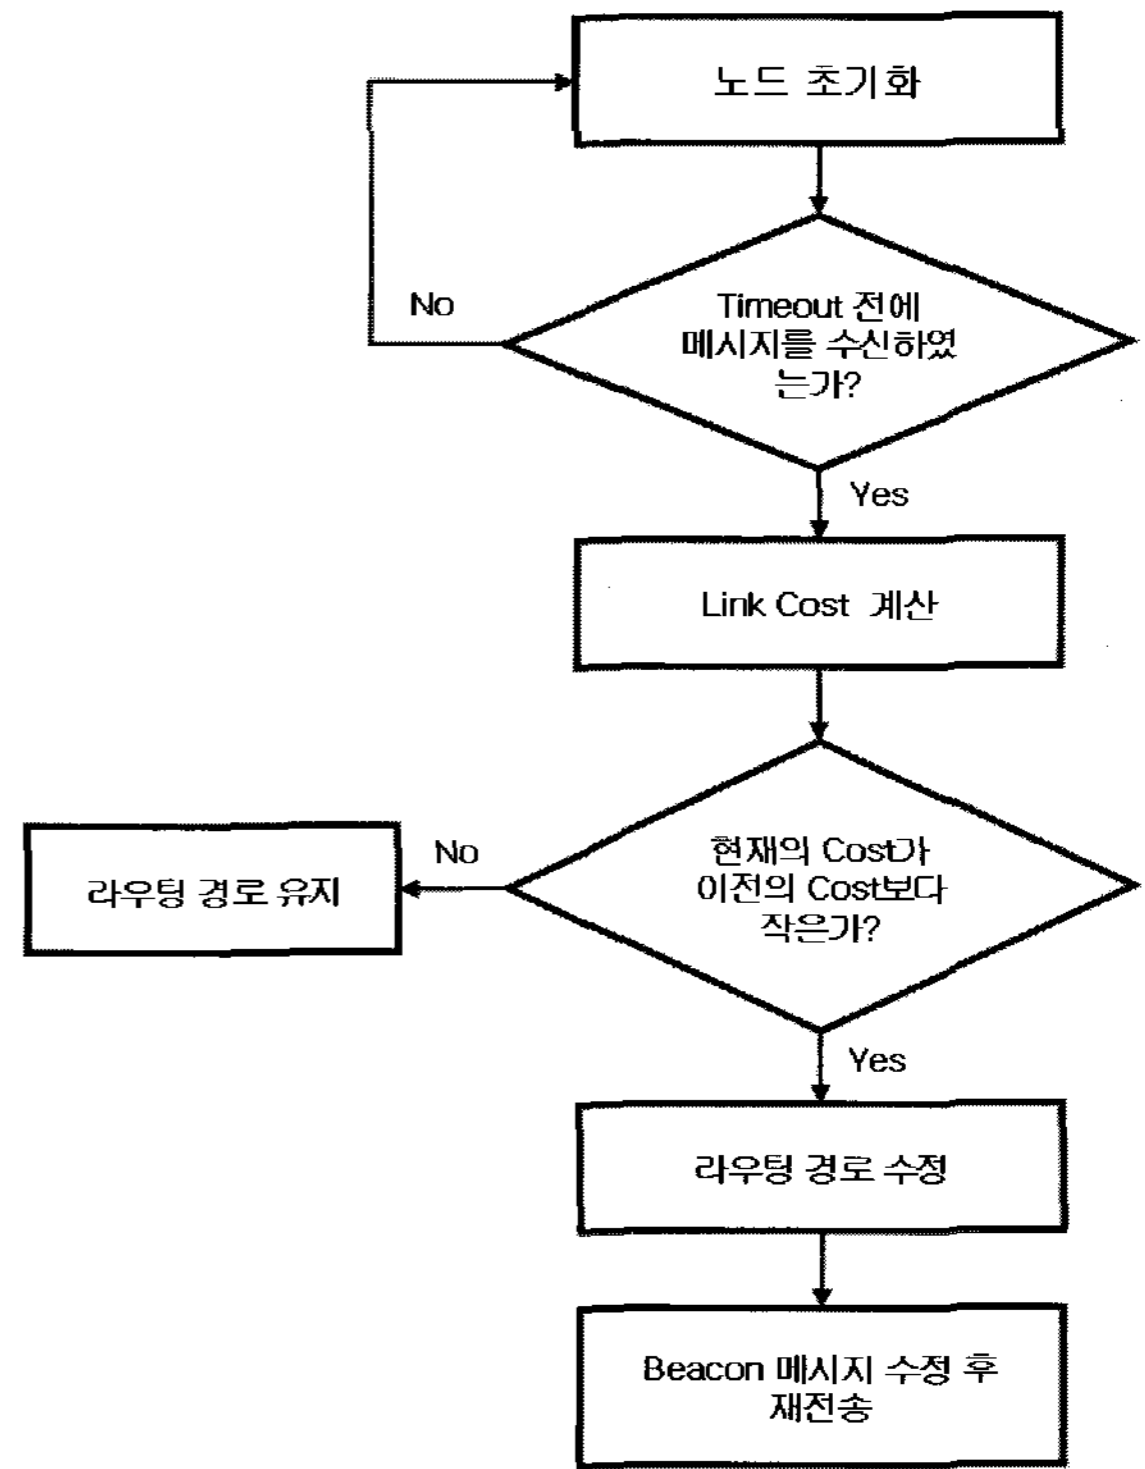 노드 초기화
No
Timeout 전에
메시지를 수신하였
는가?
Yes
Link Cost 계산
No
현재의 Cost가
이전의 Cost보다
작은가?
라우팅 경로 유지
Yes
라우팅 경로 수정
Beacon 메시지 수정 후
재전송